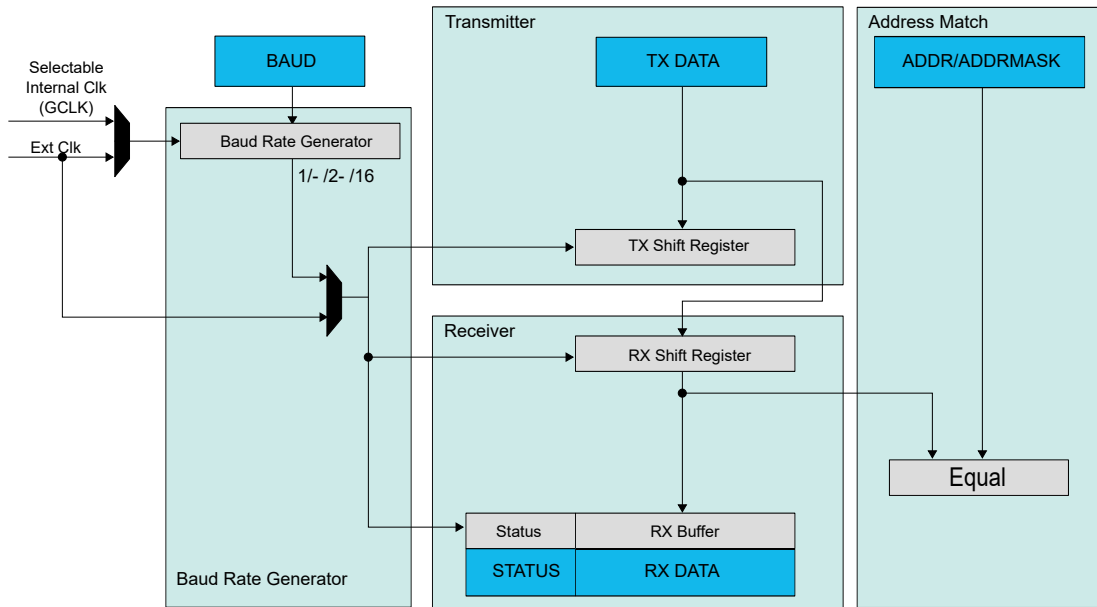 Transmitter
Address Match
BAUD
TX DATA
ADDR/ADDRMASK
Selectable
Internal Clk
(GCLK)
Ext Clk
Baud Rate Generator
1/- /2- /16
TX Shift Register
Receiver
RX Shift Register
Equal
Status
RX Buffer
STATUS
RX DATA
Baud Rate Generator